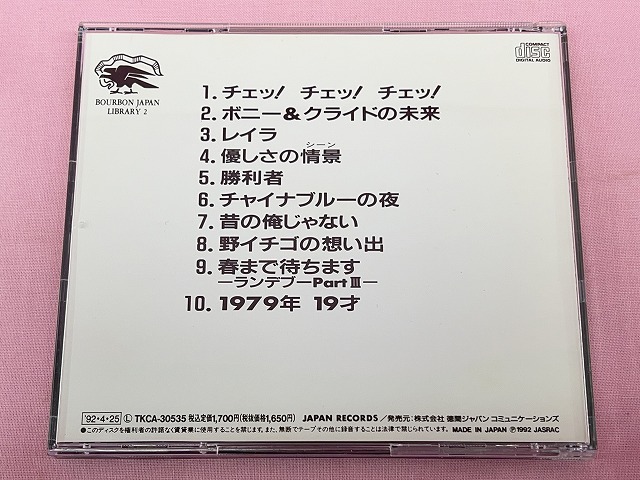 BOURBON JAPAN
LIBRARY 2
COMPACT
disc
DIGITAL AUDIO
1. チェッ! チェッ! チェッ!
2. ボニー&クライドの未来
3. レイラ
シーン
4. 優しさの情景
5. 勝利者
6. チャイナブルーの夜
7. 昔の俺じゃない
8. 野イチゴの想い出
9. 春まで待ちます
—ランデブーPart Ⅲ—
10. 1979年 19才
'92・4・25 Ⓛ TKCA-30535 税込定価1,700円(税抜価格1,650円) JAPAN RECORDS/発売元:株式会社 徳間ジャパン コミュニケーションズ
●このディスクを権利者の許諾なく賃貸業に使用することを禁じます。また、無断でテープその他に録音することは法律で禁じられています。 MADE IN JAPAN Ⓟ1992 JASRAC